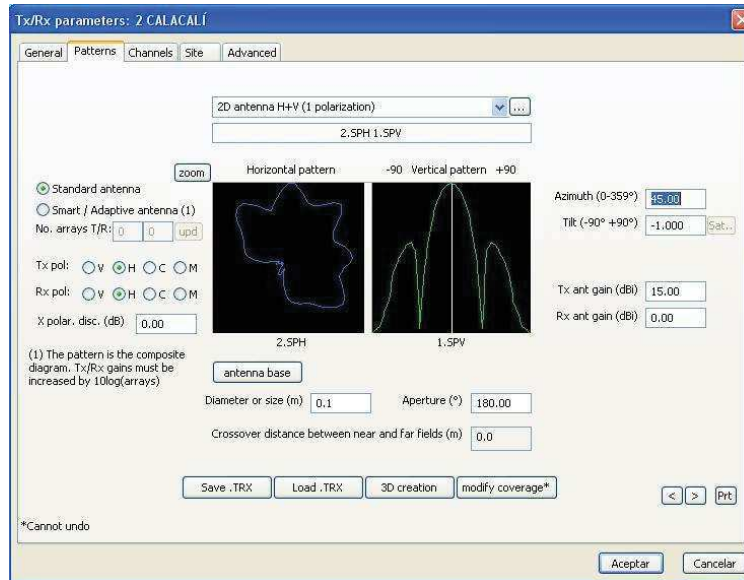 Tx/Rx parameters: 2 CALACALÍ
General Patterns Channels Site Advanced
2D antenna H+V (1 polarization) ...
2.SPH 1.SPV
zoom Horizontal pattern -90 Vertical pattern +90
Standard antenna
Smart / Adaptive antenna (1)
No. arrays T/R: 0 0 upd
Tx pol: V H C M
Rx pol: V H C M
X polar. disc. (dB) 0.00
(1) The pattern is the composite
diagram. Tx/Rx gains must be
increased by 10log(arrays)
Azimuth (0-359°) 45.00
Tilt (-90° +90°) -1.000 Sat..
Tx ant gain (dBi) 15.00
Rx ant gain (dBi) 0.00
2.SPH 1.SPV
antenna base
Diameter or size (m) 0.1 Aperture (°) 180.00
Crossover distance between near and far fields (m) 0.0
Save .TRX Load .TRX 3D creation modify coverage*
< > Prt
*Cannot undo
Aceptar Cancelar